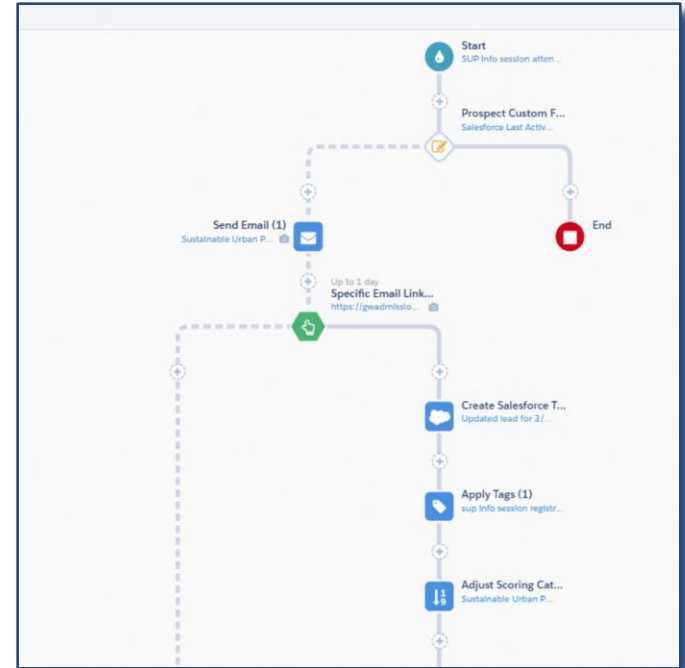 Start
SUP Info session atten...
Prospect Custom F...
Salesforce Last Activ...
Send Email (1)
Sustainable Urban P...
End
Up to 1 day
Specific Email Link...
https://gwadmissio...
Create Salesforce T...
Updated lead for 3/...
Apply Tags (1)
sup info session registr...
Adjust Scoring Cat...
Sustainable Urban P...